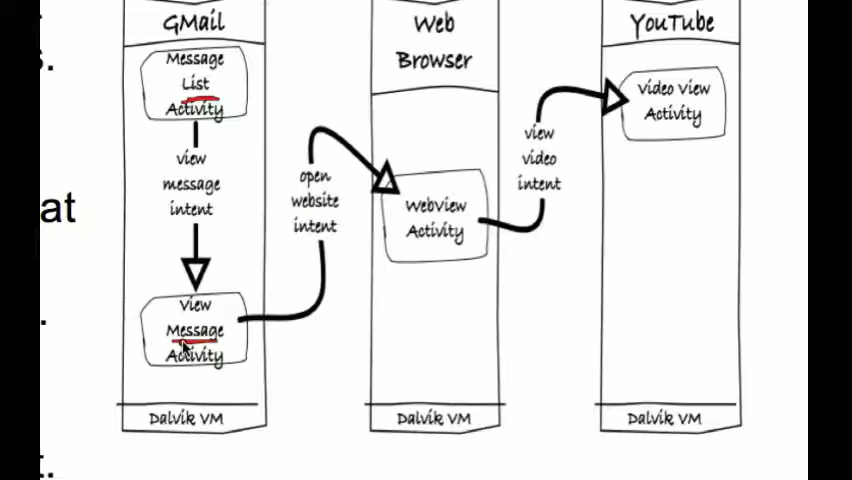 GMail
Message
List
Activity
view
message
intent
View
Message
Activity
Dalvik VM
open
website
intent
Web
Browser
WebView
Activity
Dalvik VM
view
video
intent
YouTube
Video View
Activity
Dalvik VM
s.
at
.
t.